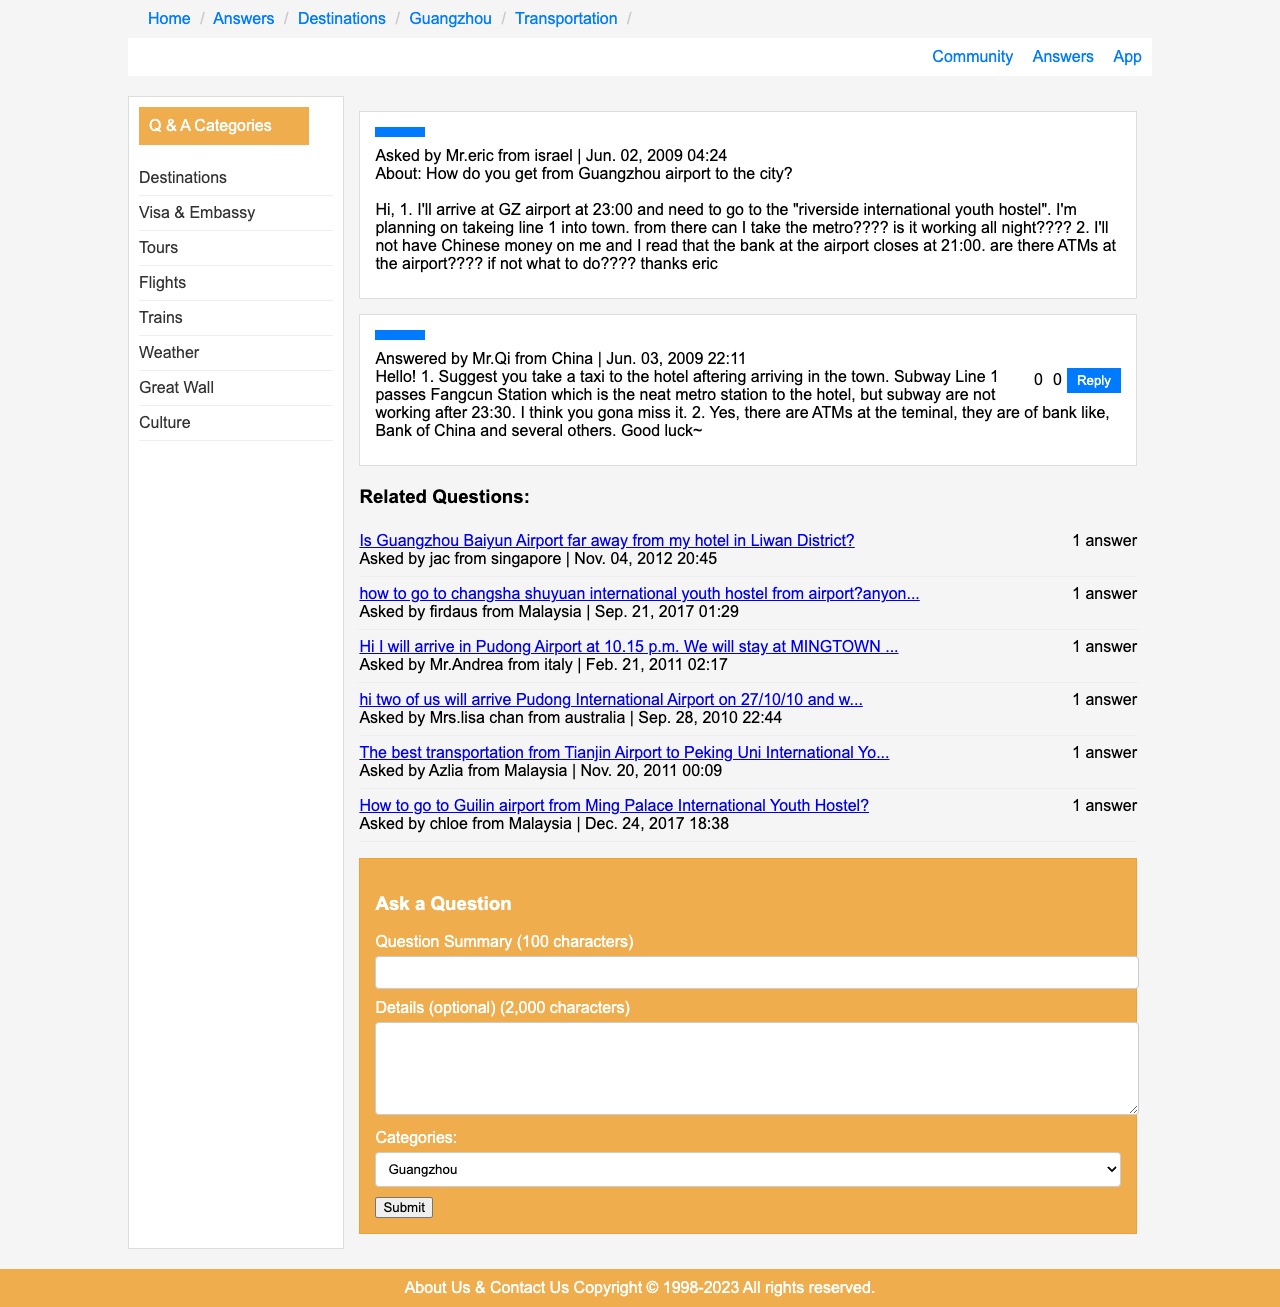 Home / Answers / Destinations / Guangzhou / Transportation /
Community Answers App
Q & A Categories
Destinations
Visa & Embassy
Tours
Flights
Trains
Weather
Great Wall
Culture
Asked by Mr.eric from israel | Jun. 02, 2009 04:24
About: How do you get from Guangzhou airport to the city?
Hi, 1. I'll arrive at GZ airport at 23:00 and need to go to the "riverside international youth hostel". I'm
planning on takeing line 1 into town. from there can I take the metro???? is it working all night???? 2. I'll
not have Chinese money on me and I read that the bank at the airport closes at 21:00. are there ATMs at
the airport???? if not what to do???? thanks eric
Answered by Mr.Qi from China | Jun. 03, 2009 22:11
0 0 Reply
Hello! 1. Suggest you take a taxi to the hotel aftering arriving in the town. Subway Line 1
passes Fangcun Station which is the neat metro station to the hotel, but subway are not
working after 23:30. I think you gona miss it. 2. Yes, there are ATMs at the teminal, they are of bank like,
Bank of China and several others. Good luck~
Related Questions:
Is Guangzhou Baiyun Airport far away from my hotel in Liwan District? 1 answer
Asked by jac from singapore | Nov. 04, 2012 20:45
how to go to changsha shuyuan international youth hostel from airport?anyon... 1 answer
Asked by firdaus from Malaysia | Sep. 21, 2017 01:29
Hi I will arrive in Pudong Airport at 10.15 p.m. We will stay at MINGTOWN ... 1 answer
Asked by Mr.Andrea from italy | Feb. 21, 2011 02:17
hi two of us will arrive Pudong International Airport on 27/10/10 and w... 1 answer
Asked by Mrs.lisa chan from australia | Sep. 28, 2010 22:44
The best transportation from Tianjin Airport to Peking Uni International Yo... 1 answer
Asked by Azlia from Malaysia | Nov. 20, 2011 00:09
How to go to Guilin airport from Ming Palace International Youth Hostel? 1 answer
Asked by chloe from Malaysia | Dec. 24, 2017 18:38
Ask a Question
Question Summary (100 characters)
Details (optional) (2,000 characters)
Categories:
Guangzhou
Submit
About Us & Contact Us Copyright © 1998-2023 All rights reserved.